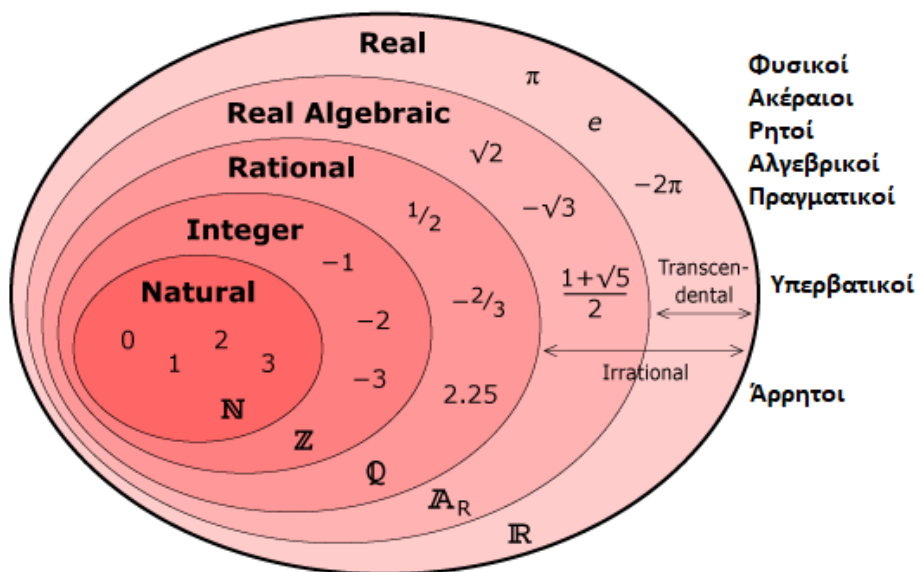 Real
π
e
-2π
Real Algebraic
√2
-√3
1+√5
2
Rational
1/2
-2/3
2.25
Integer
-1
-2
-3
Natural
0
1
2
3
ℕ
ℤ
ℚ
𝔸R
ℝ
Transcen-
dental
Irrational
Φυσικοί
Ακέραιοι
Ρητοί
Αλγεβρικοί
Πραγματικοί
Υπερβατικοί
Άρρητοι